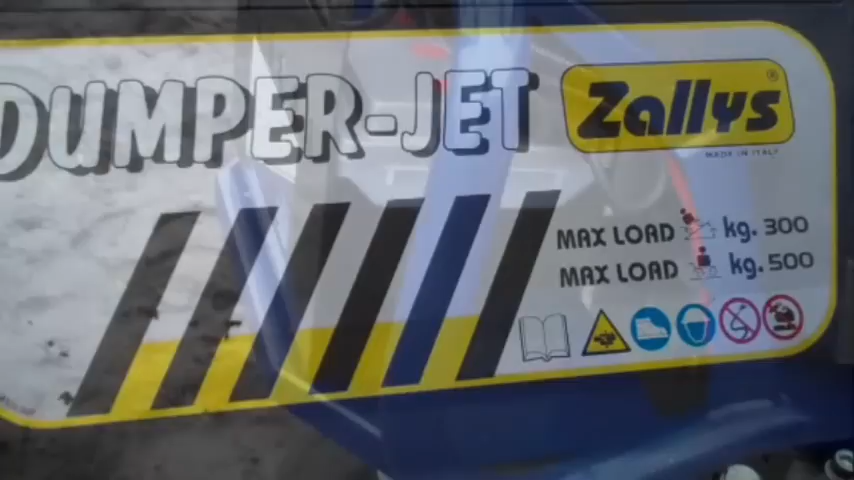 DUMPER-JET
Zallys®
MADE IN ITALY
MAX LOAD kg. 300
MAX LOAD kg. 500